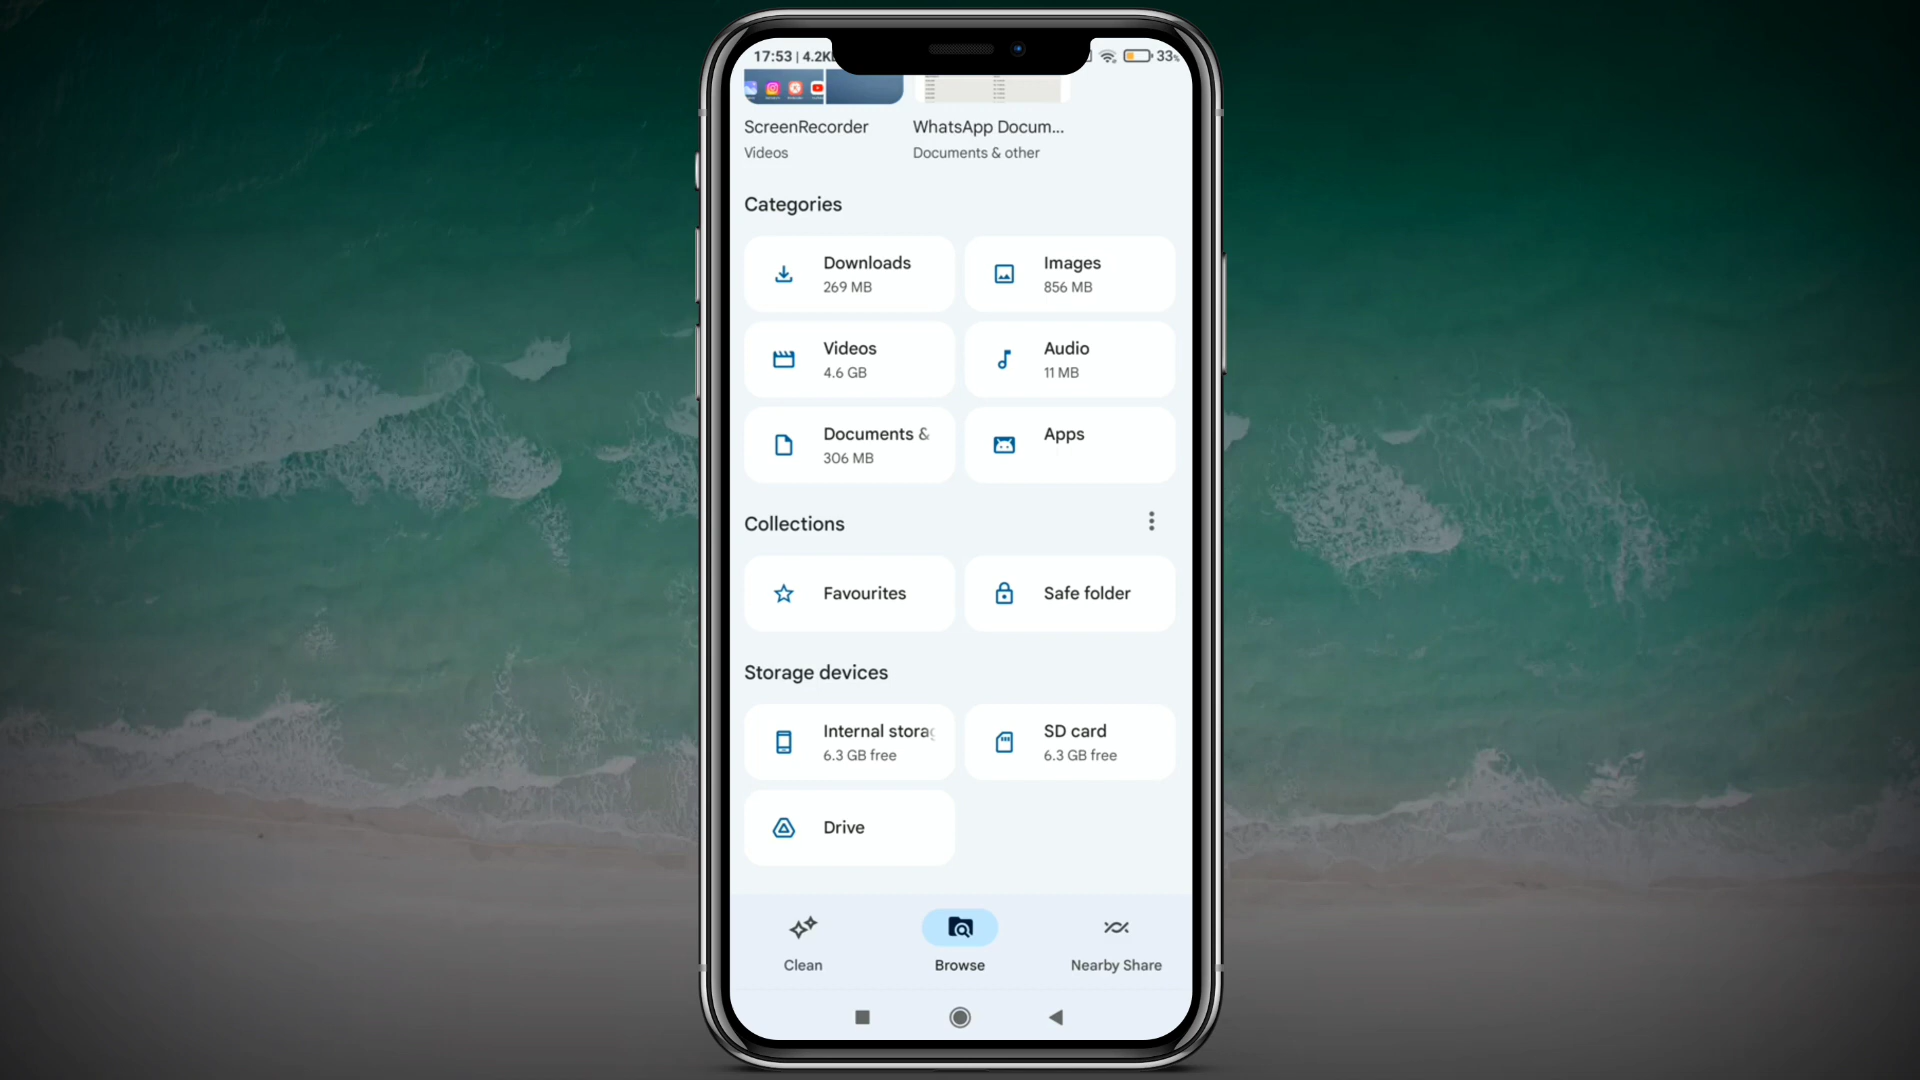 17:53 | 4.2K
33%
ScreenRecorder
WhatsApp Docum...
Videos
Documents & other
Categories
Downloads
269 MB
Images
856 MB
Videos
4.6 GB
Audio
11 MB
Documents &
306 MB
Apps
Collections
Favourites
Safe folder
Storage devices
Internal storag
6.3 GB free
SD card
6.3 GB free
Drive
Clean
Browse
Nearby Share